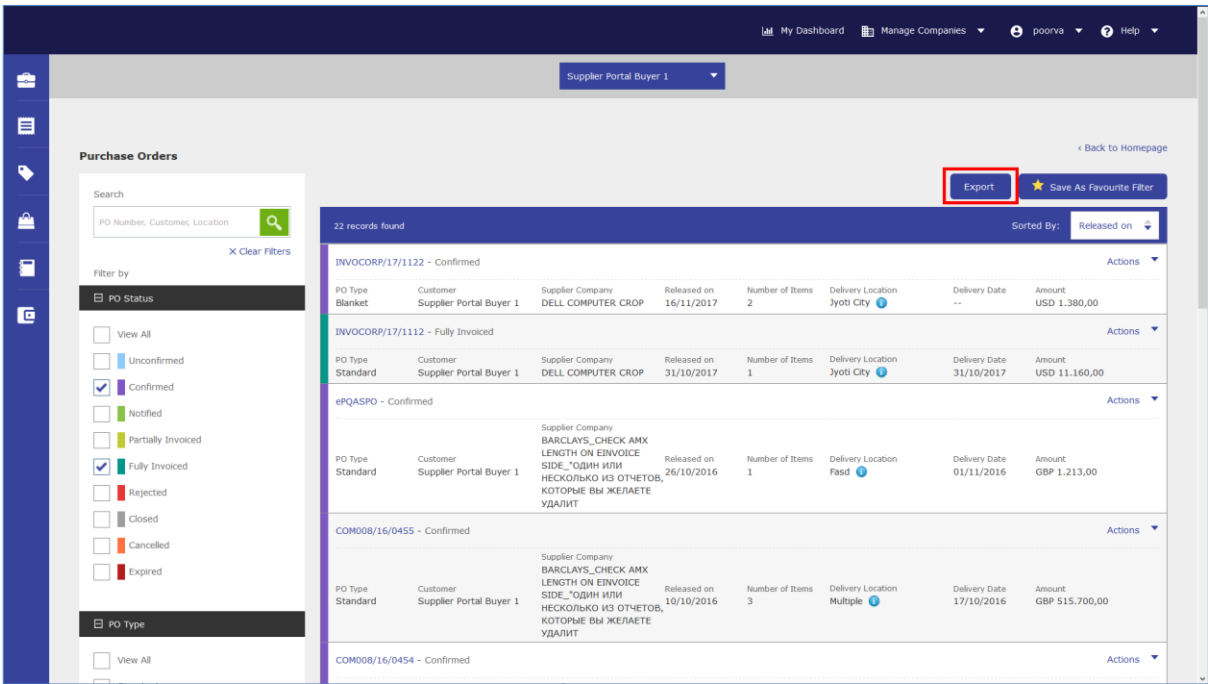 My Dashboard Manage Companies poorva Help
Supplier Portal Buyer 1
< Back to Homepage
Purchase Orders
Export Save As Favourite Filter
Search
PO Number, Customer, Location
X Clear Filters
Filter by
PO Status
View All
Unconfirmed
Confirmed
Notified
Partially Invoiced
Fully Invoiced
Rejected
Closed
Cancelled
Expired
PO Type
View All
22 records found Sorted By: Released on
INVOCORP/17/1122 - Confirmed Actions
PO Type Customer Supplier Company Released on Number of Items Delivery Location Delivery Date Amount
Blanket Supplier Portal Buyer 1 DELL COMPUTER CROP 16/11/2017 2 Jyoti City -- USD 1.380,00
INVOCORP/17/1112 - Fully Invoiced Actions
PO Type Customer Supplier Company Released on Number of Items Delivery Location Delivery Date Amount
Standard Supplier Portal Buyer 1 DELL COMPUTER CROP 31/10/2017 1 Jyoti City 31/10/2017 USD 11.160,00
ePQASPO - Confirmed Actions
Supplier Company
BARCLAYS_CHECK AMX
LENGTH ON EINVOICE
PO Type Customer SIDE_"ОДИН ИЛИ Released on Number of Items Delivery Location Delivery Date Amount
Standard Supplier Portal Buyer 1 НЕСКОЛЬКО ИЗ ОТЧЕТОВ, 26/10/2016 1 Fasd 01/11/2016 GBP 1.213,00
КОТОРЫЕ ВЫ ЖЕЛАЕТЕ
УДАЛИТ
COM008/16/0455 - Confirmed Actions
Supplier Company
BARCLAYS_CHECK AMX
LENGTH ON EINVOICE
PO Type Customer SIDE_"ОДИН ИЛИ Released on Number of Items Delivery Location Delivery Date Amount
Standard Supplier Portal Buyer 1 НЕСКОЛЬКО ИЗ ОТЧЕТОВ, 10/10/2016 3 Multiple 17/10/2016 GBP 515.700,00
КОТОРЫЕ ВЫ ЖЕЛАЕТЕ
УДАЛИТ
COM008/16/0454 - Confirmed Actions